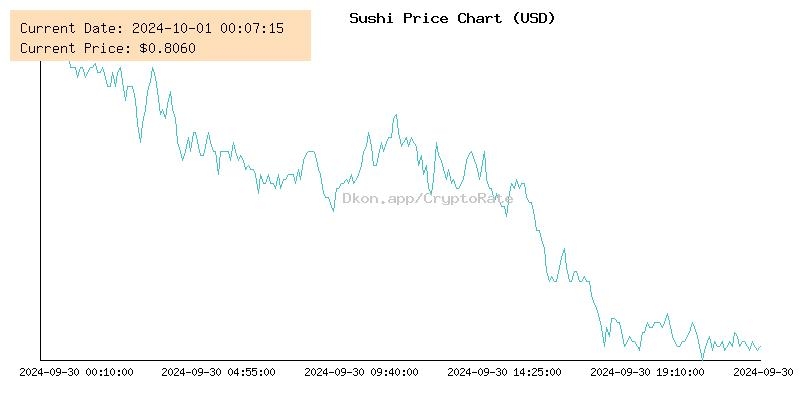 Sushi Price Chart (USD)
Current Date: 2024-10-01 00:07:15
Current Price: $0.8060
Dkon.app/CryptoRate
2024-09-30 00:10:00 2024-09-30 04:55:00 2024-09-30 09:40:00 2024-09-30 14:25:00 2024-09-30 19:10:00 2024-09-30